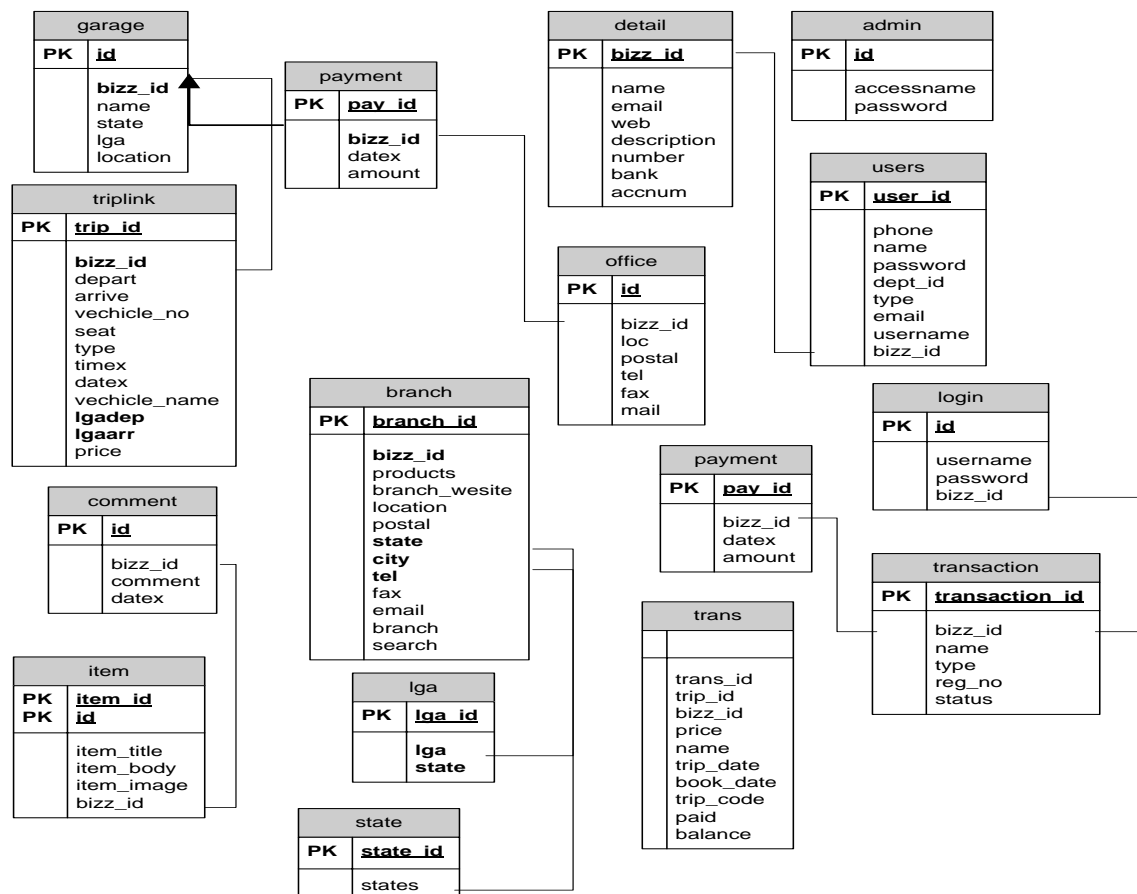 garage
PK id
bizz_id
name
state
lga
location
payment
PK pay_id
bizz_id
datex
amount
detail
PK bizz_id
name
email
web
description
number
bank
accnum
admin
PK id
accessname
password
triplink
PK trip_id
bizz_id
depart
arrive
vechicle_no
seat
type
timex
datex
vechicle_name
lgadep
lgaarr
price
users
PK user_id
phone
name
password
dept_id
type
email
username
bizz_id
office
PK id
bizz_id
loc
postal
tel
fax
mail
branch
PK branch_id
bizz_id
products
branch_wesite
location
postal
state
city
tel
fax
email
branch
search
login
PK id
username
password
bizz_id
payment
PK pay_id
bizz_id
datex
amount
comment
PK id
bizz_id
comment
datex
transaction
PK transaction_id
bizz_id
name
type
reg_no
status
trans
trans_id
trip_id
bizz_id
price
name
trip_date
book_date
trip_code
paid
balance
item
PK item_id
PK id
item_title
item_body
item_image
bizz_id
lga
PK lga_id
lga
state
state
PK state_id
states